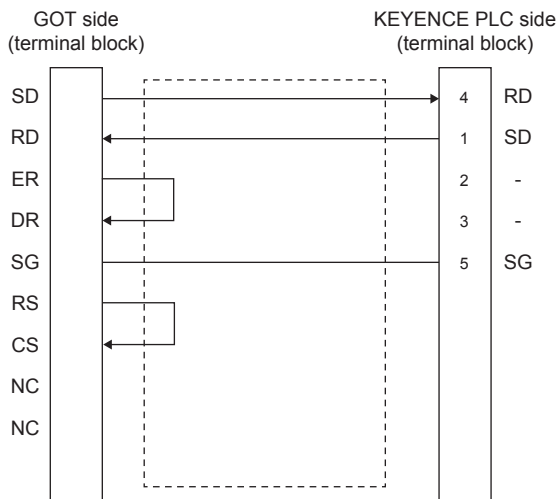 GOT side
(terminal block)
KEYENCE PLC side
(terminal block)
SD 4 RD
RD 1 SD
ER 2 -
DR 3 -
SG 5 SG
RS
CS
NC
NC